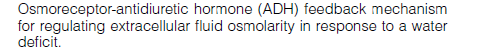 Osmoreceptor-antidiuretic hormone (ADH) feedback mechanism
for regulating extracellular fluid osmolarity in response to a water
deficit.